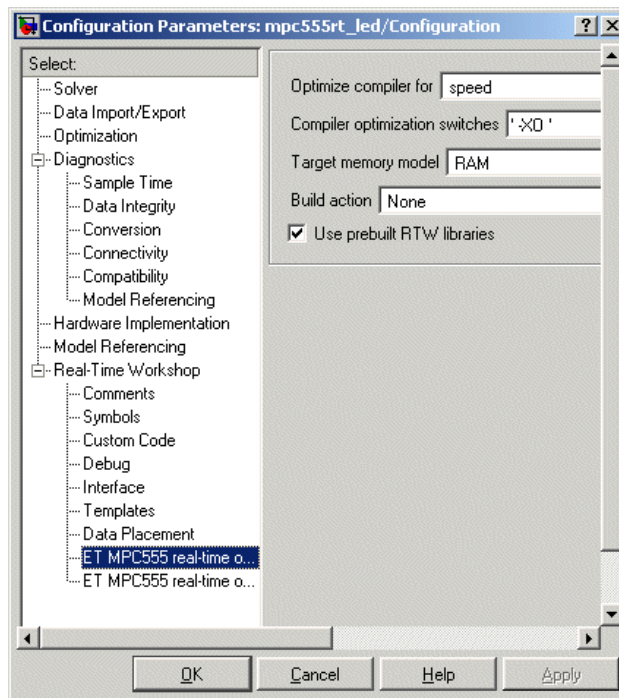 Configuration Parameters: mpc555rt_led/Configuration
Select:
Solver
Data Import/Export
Optimization
Diagnostics
Sample Time
Data Integrity
Conversion
Connectivity
Compatibility
Model Referencing
Hardware Implementation
Model Referencing
Real-Time Workshop
Comments
Symbols
Custom Code
Debug
Interface
Templates
Data Placement
ET MPC555 real-time o...
ET MPC555 real-time o...
Optimize compiler for speed
Compiler optimization switches '-XO '
Target memory model RAM
Build action None
Use prebuilt RTW libraries
OK Cancel Help Apply